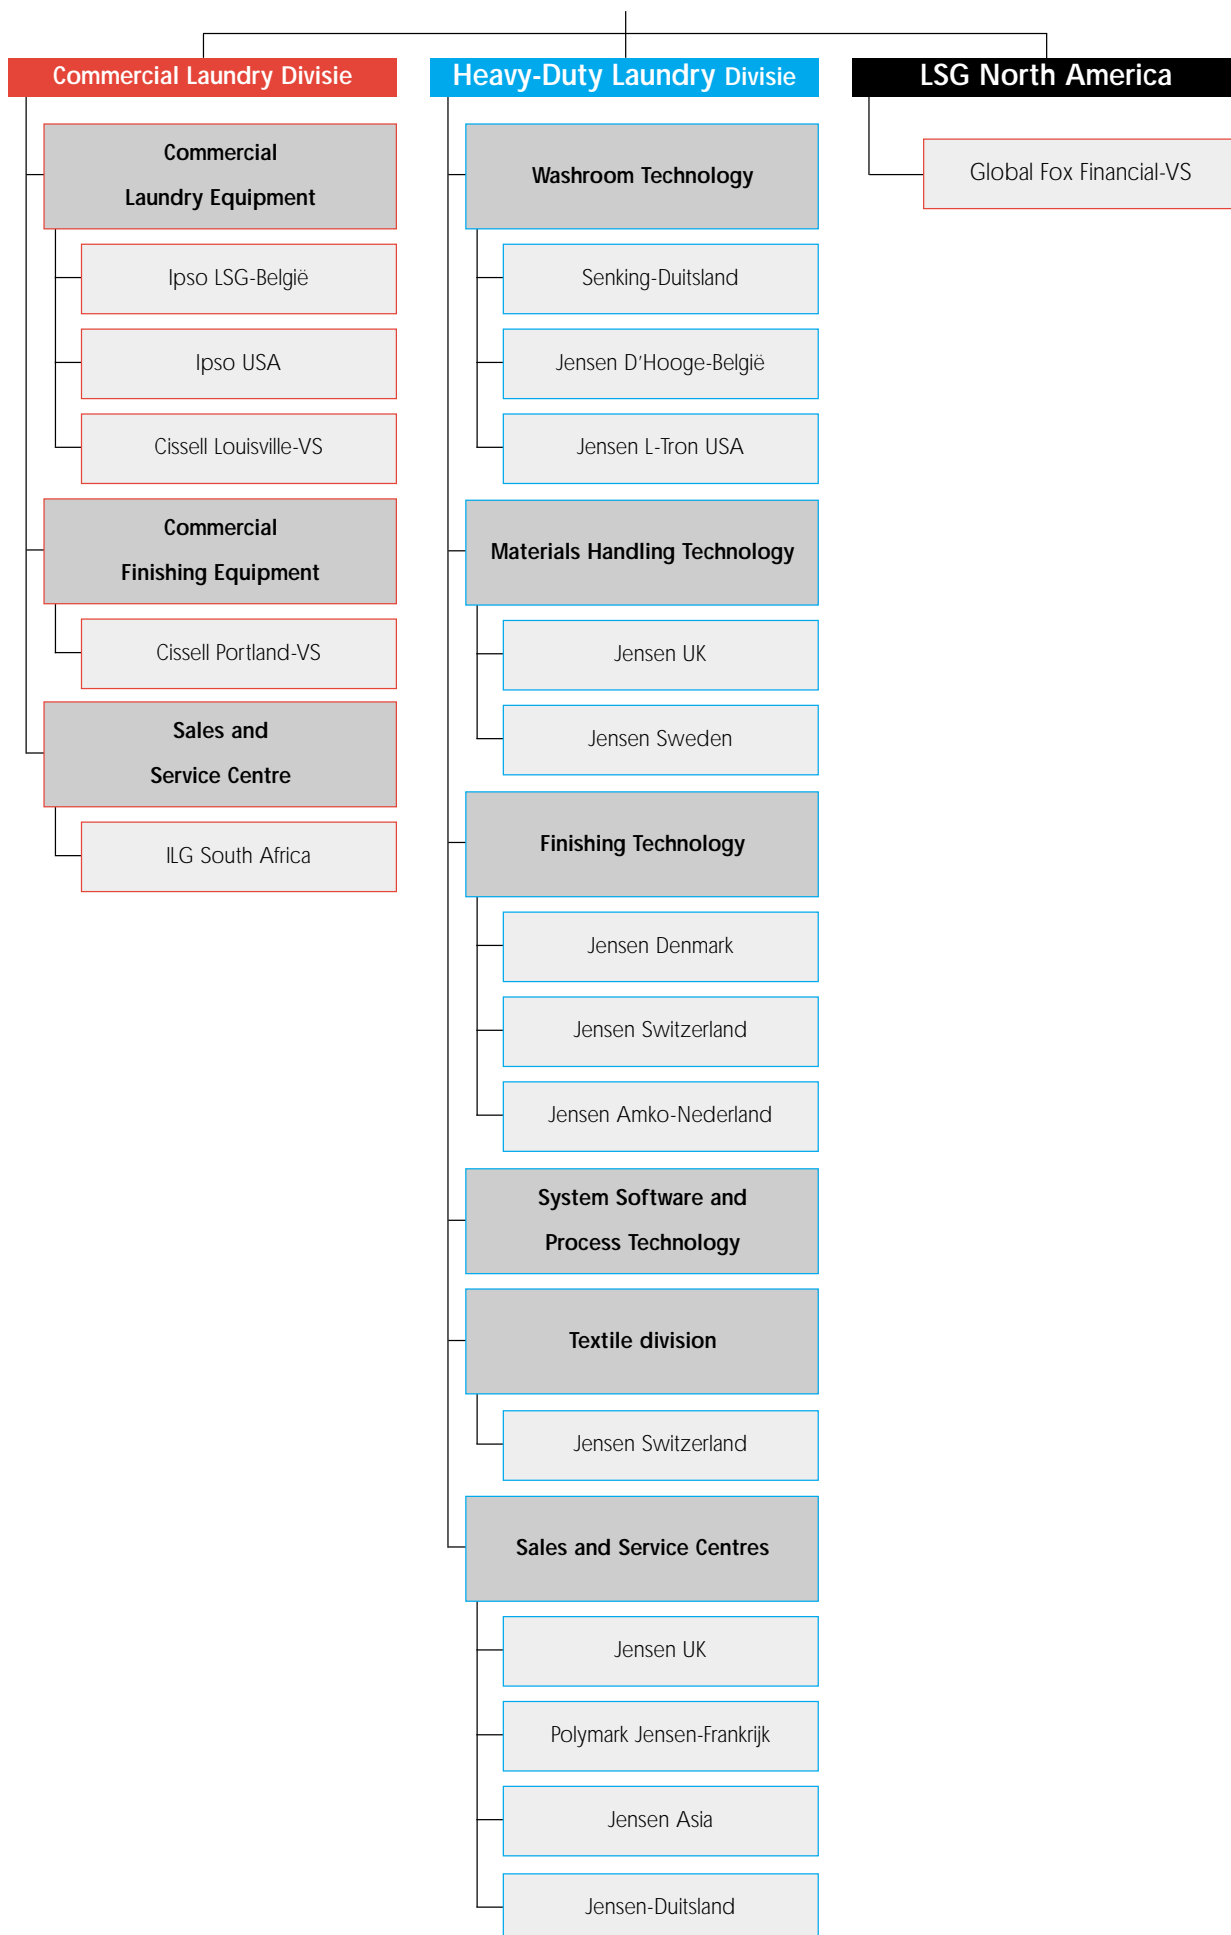 Commercial Laundry Divisie
Commercial
Laundry Equipment
Ipso LSG-België
Ipso USA
Cissell Louisville-VS
Commercial
Finishing Equipment
Cissell Portland-VS
Sales and
Service Centre
ILG South Africa
Heavy-Duty Laundry Divisie
Washroom Technology
Senking-Duitsland
Jensen D'Hooge-België
Jensen L-Tron USA
Materials Handling Technology
Jensen UK
Jensen Sweden
Finishing Technology
Jensen Denmark
Jensen Switzerland
Jensen Amko-Nederland
System Software and
Process Technology
Textile division
Jensen Switzerland
Sales and Service Centres
Jensen UK
Polymark Jensen-Frankrijk
Jensen Asia
Jensen-Duitsland
LSG North America
Global Fox Financial-VS